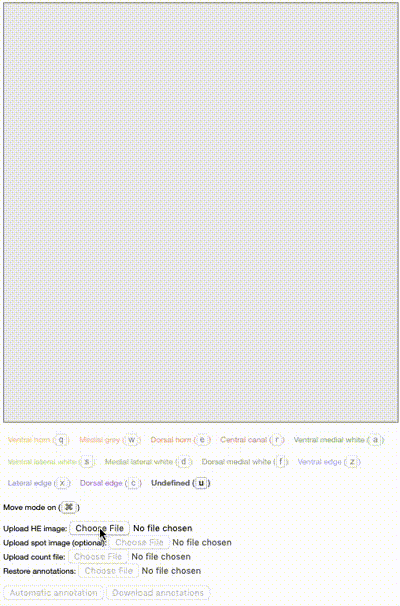 Ventral horn ( q ) Medial grey ( w ) Dorsal horn ( e ) Central canal ( r ) Ventral medial white ( a )
Ventral lateral white ( s ) Medial lateral white ( d ) Dorsal medial white ( f ) Ventral edge ( z )
Lateral edge ( x ) Dorsal edge ( c ) Undefined ( u )
Move mode on ( ⌘ )
Upload HE image: Choose File No file chosen
Upload spot image (optional): Choose File No file chosen
Upload count file: Choose File No file chosen
Restore annotations: Choose File No file chosen
Automatic annotation Download annotations